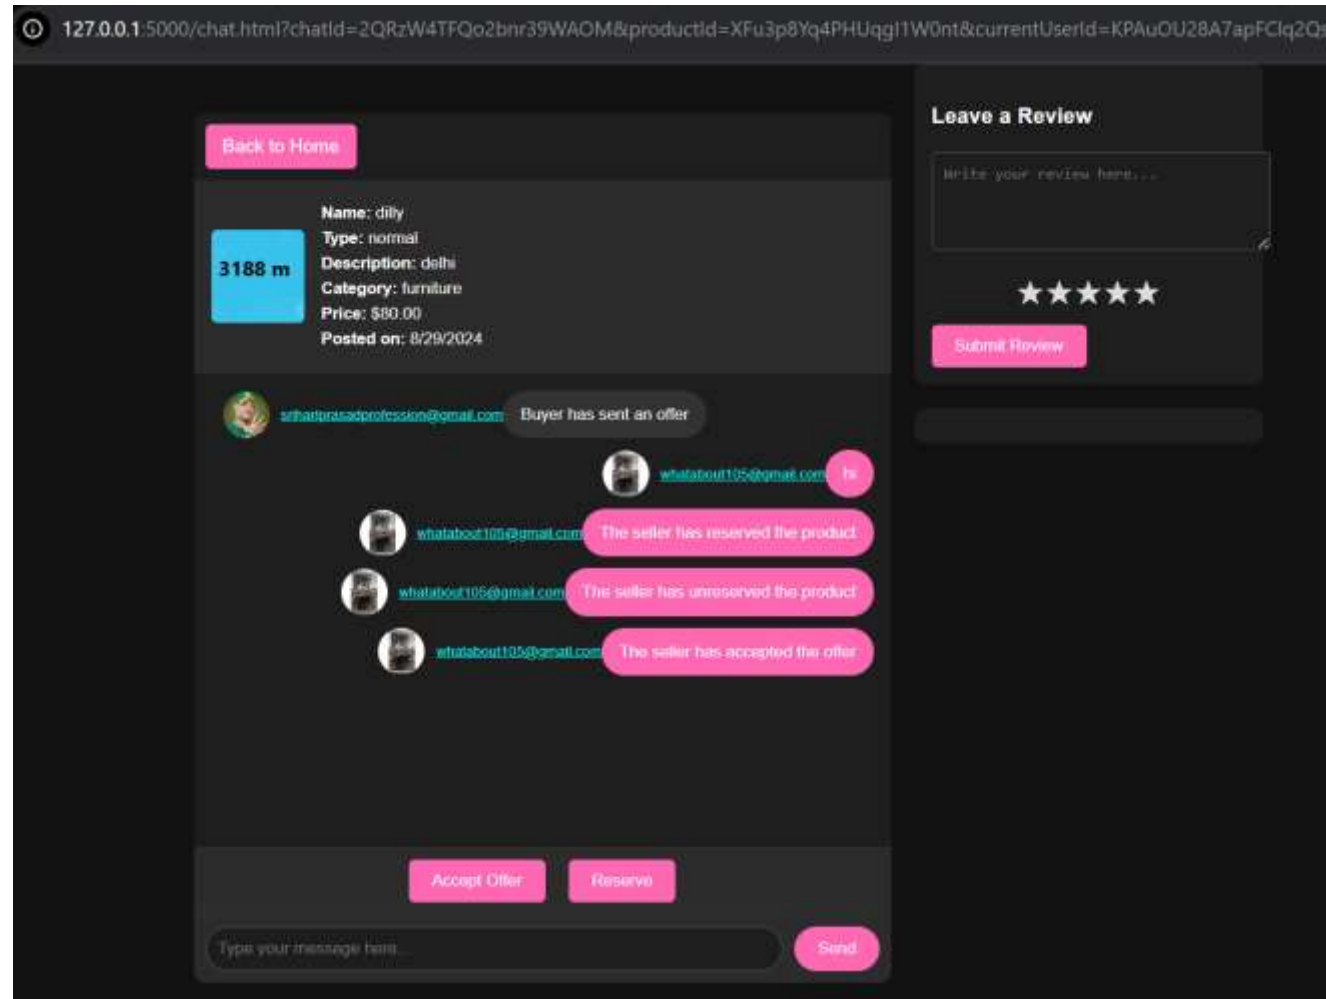 127.0.0.1:5000/chat.html?chatId=2QRzW4TFQo2bnr39WAOM&productId=XFu3p8Yq4PHUqgI1W0nt&currentUserId=KPAuOU28A7apFClq2Qs
Back to Home
3188 m
Name: dilly
Type: normal
Description: delhi
Category: furniture
Price: $80.00
Posted on: 8/29/2024
srihariprasadprofession@gmail.com Buyer has sent an offer
whatabout105@gmail.com hi
whatabout105@gmail.com The seller has reserved the product
whatabout105@gmail.com The seller has unreserved the product
whatabout105@gmail.com The seller has accepted the offer
Accept Offer Reserve
Type your message here... Send
Leave a Review
Write your review here...
★★★★★
Submit Review